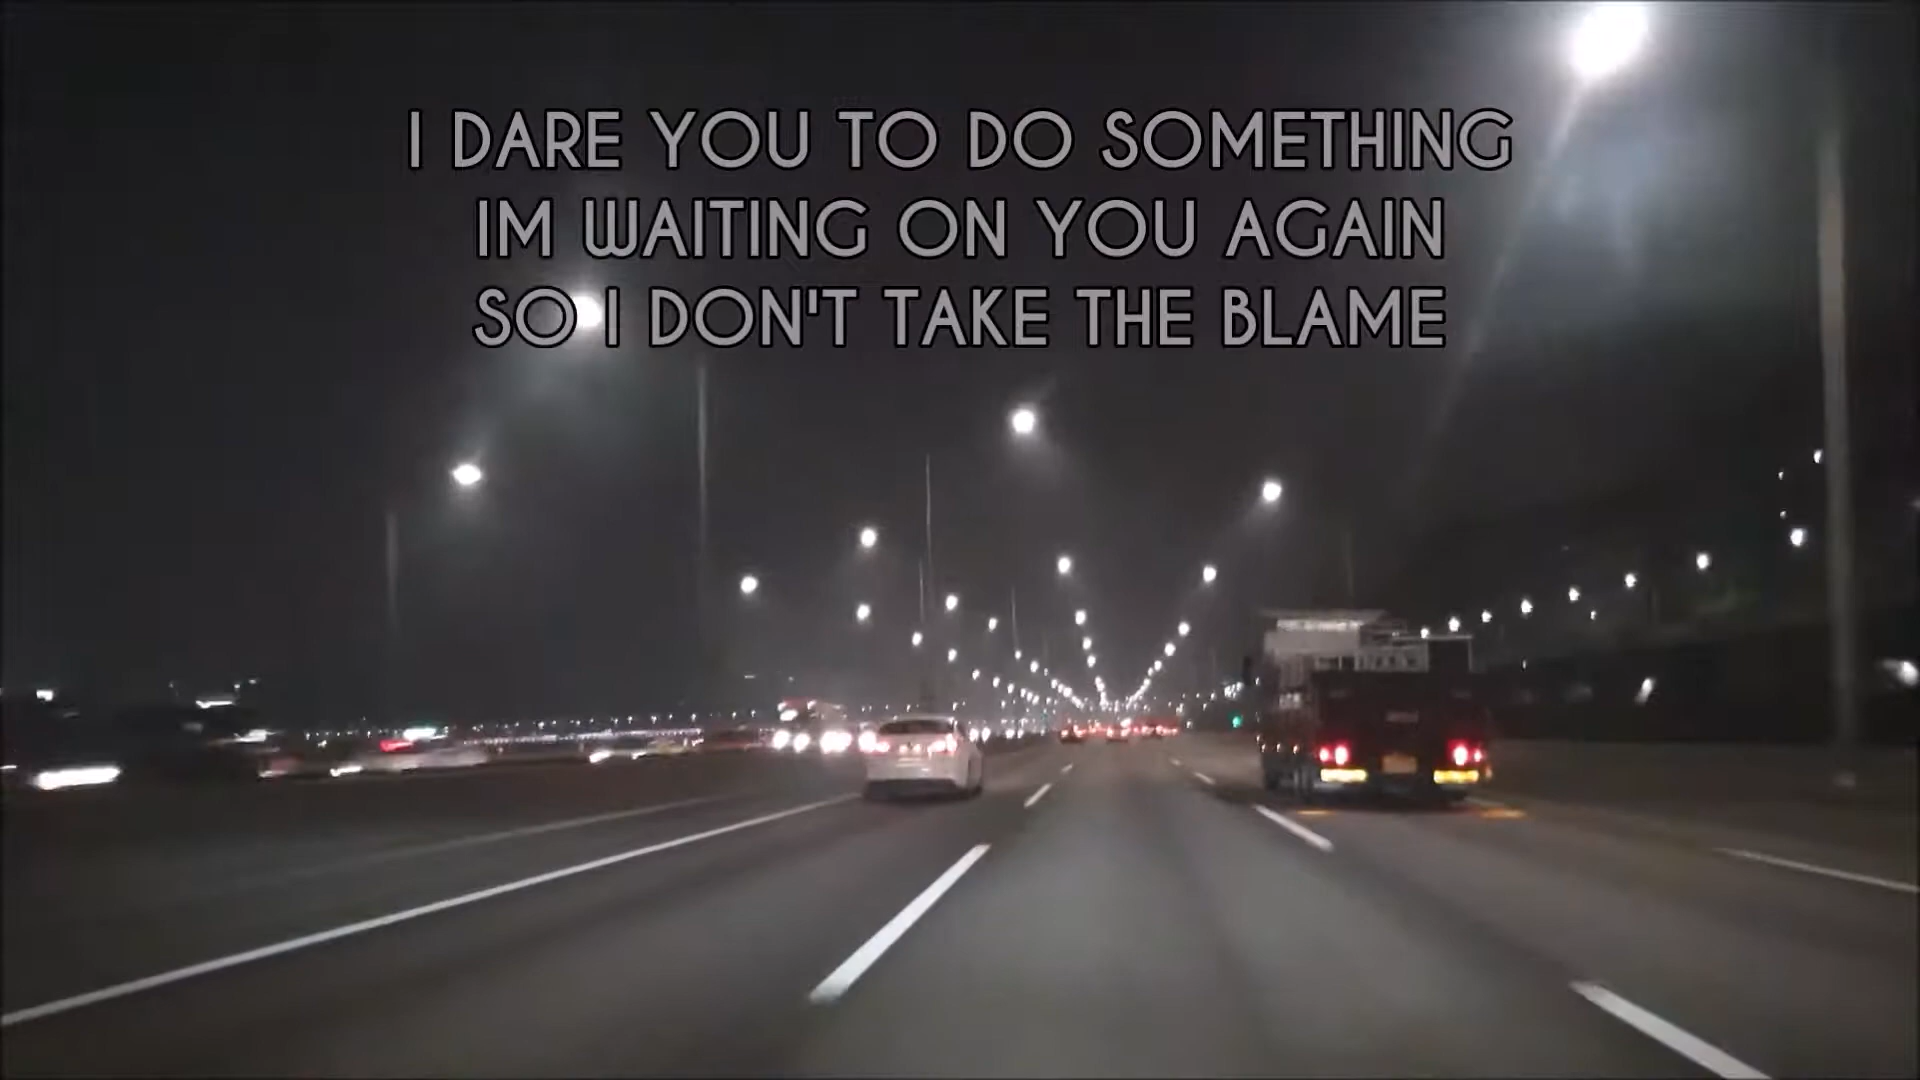 I DARE YOU TO DO SOMETHING
IM WAITING ON YOU AGAIN
SO I DON'T TAKE THE BLAME